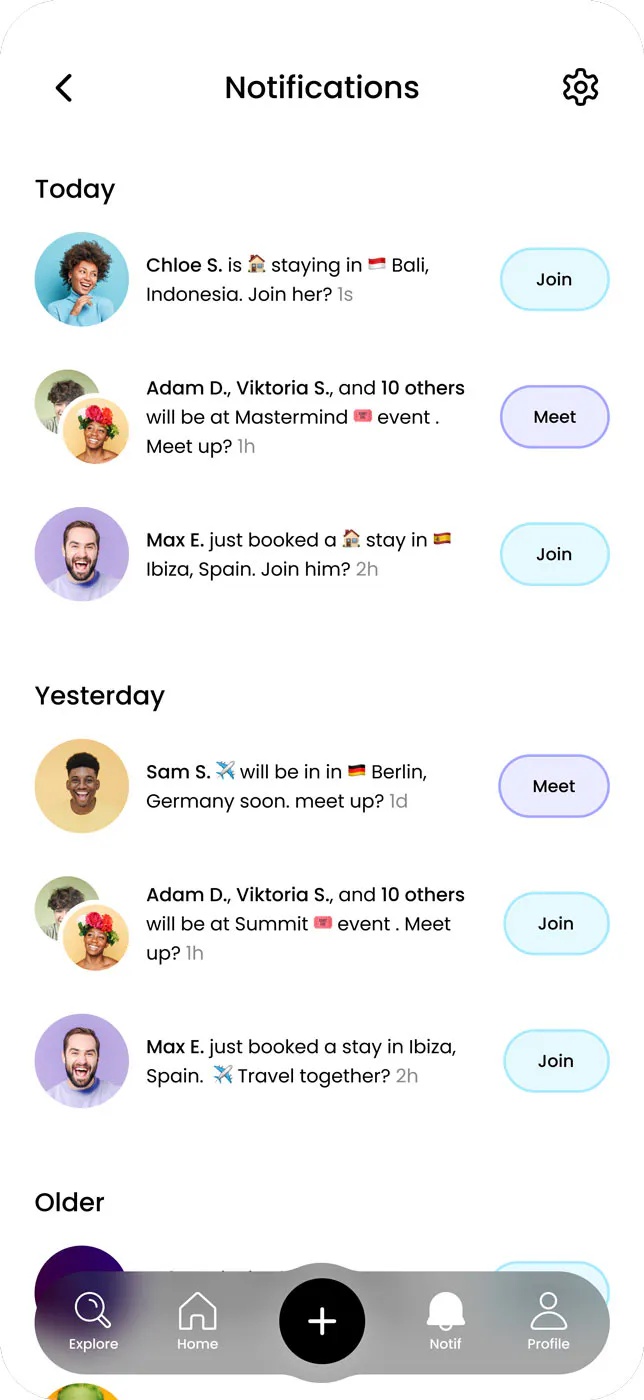 Notifications
Today
Chloe S. is 🏠 staying in 🇮🇩 Bali,
Indonesia. Join her? 1s
Join
Adam D., Viktoria S., and 10 others
will be at Mastermind 🎟️ event .
Meet up? 1h
Meet
Max E. just booked a 🏠 stay in 🇪🇸
Ibiza, Spain. Join him? 2h
Join
Yesterday
Sam S. ✈️ will be in in 🇩🇪 Berlin,
Germany soon. meet up? 1d
Meet
Adam D., Viktoria S., and 10 others
will be at Summit 🎟️ event . Meet
up? 1h
Join
Max E. just booked a stay in Ibiza,
Spain. ✈️ Travel together? 2h
Join
Older
Explore
Home
Notif
Profile